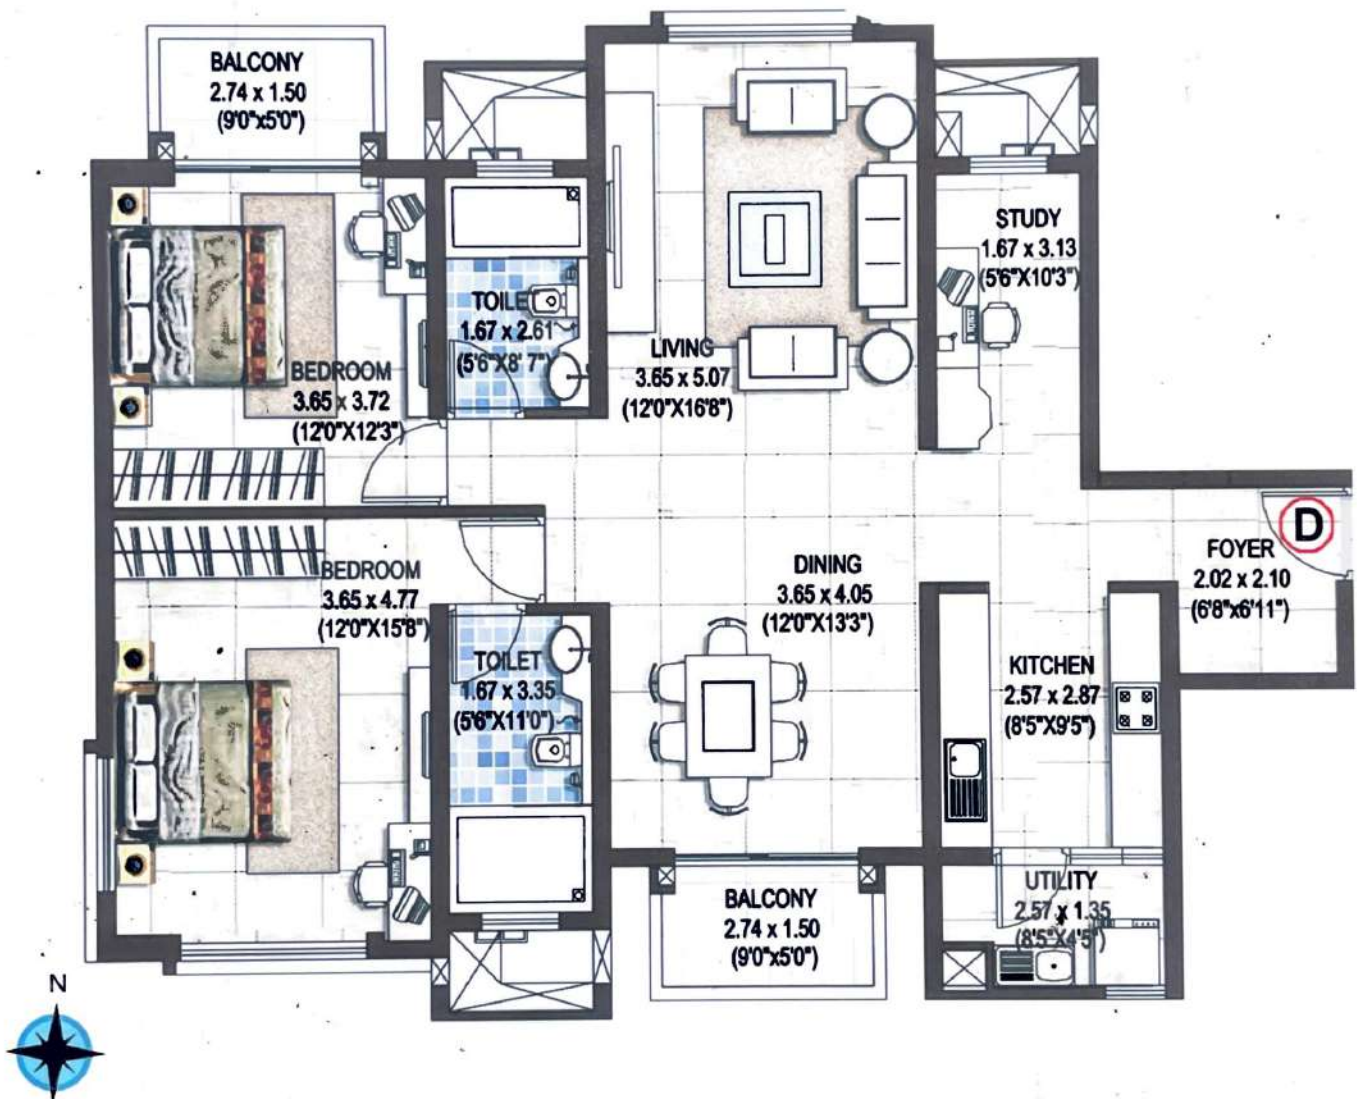 BALCONY
2.74 x 1.50
(9'0"x5'0")
STUDY
1.67 x 3.13
(5'6"X10'3")
TOILET
1.67 x 2.61
(5'6"X8' 7")
LIVING
3.65 x 5.07
(12'0"X16'8")
BEDROOM
3.65 x 3.72
(12'0"X12'3")
D
FOYER
2.02 x 2.10
(6'8"x6'11")
DINING
3.65 x 4.05
(12'0"X13'3")
BEDROOM
3.65 x 4.77
(12'0"X15'8")
TOILET
1.67 x 3.35
(5'6"X11'0")
KITCHEN
2.57 x 2.87
(8'5"X9'5")
UTILITY
2.57 x 1.35
(8'5"X4'5")
BALCONY
2.74 x 1.50
(9'0"x5'0")
N